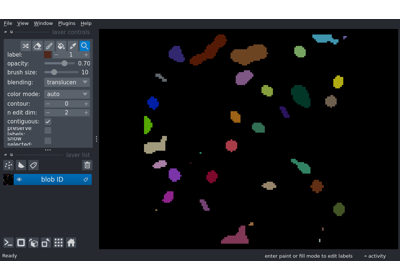 File View Window Plugins Help
layer controls
label: 1
opacity: 0.70
brush size: 10
blending: translucen
color mode: auto
contour: 0
n edit dim: 2
contiguous:
preserve labels:
show selected:
layer list
blob ID
enter paint or fill mode to edit labels activity